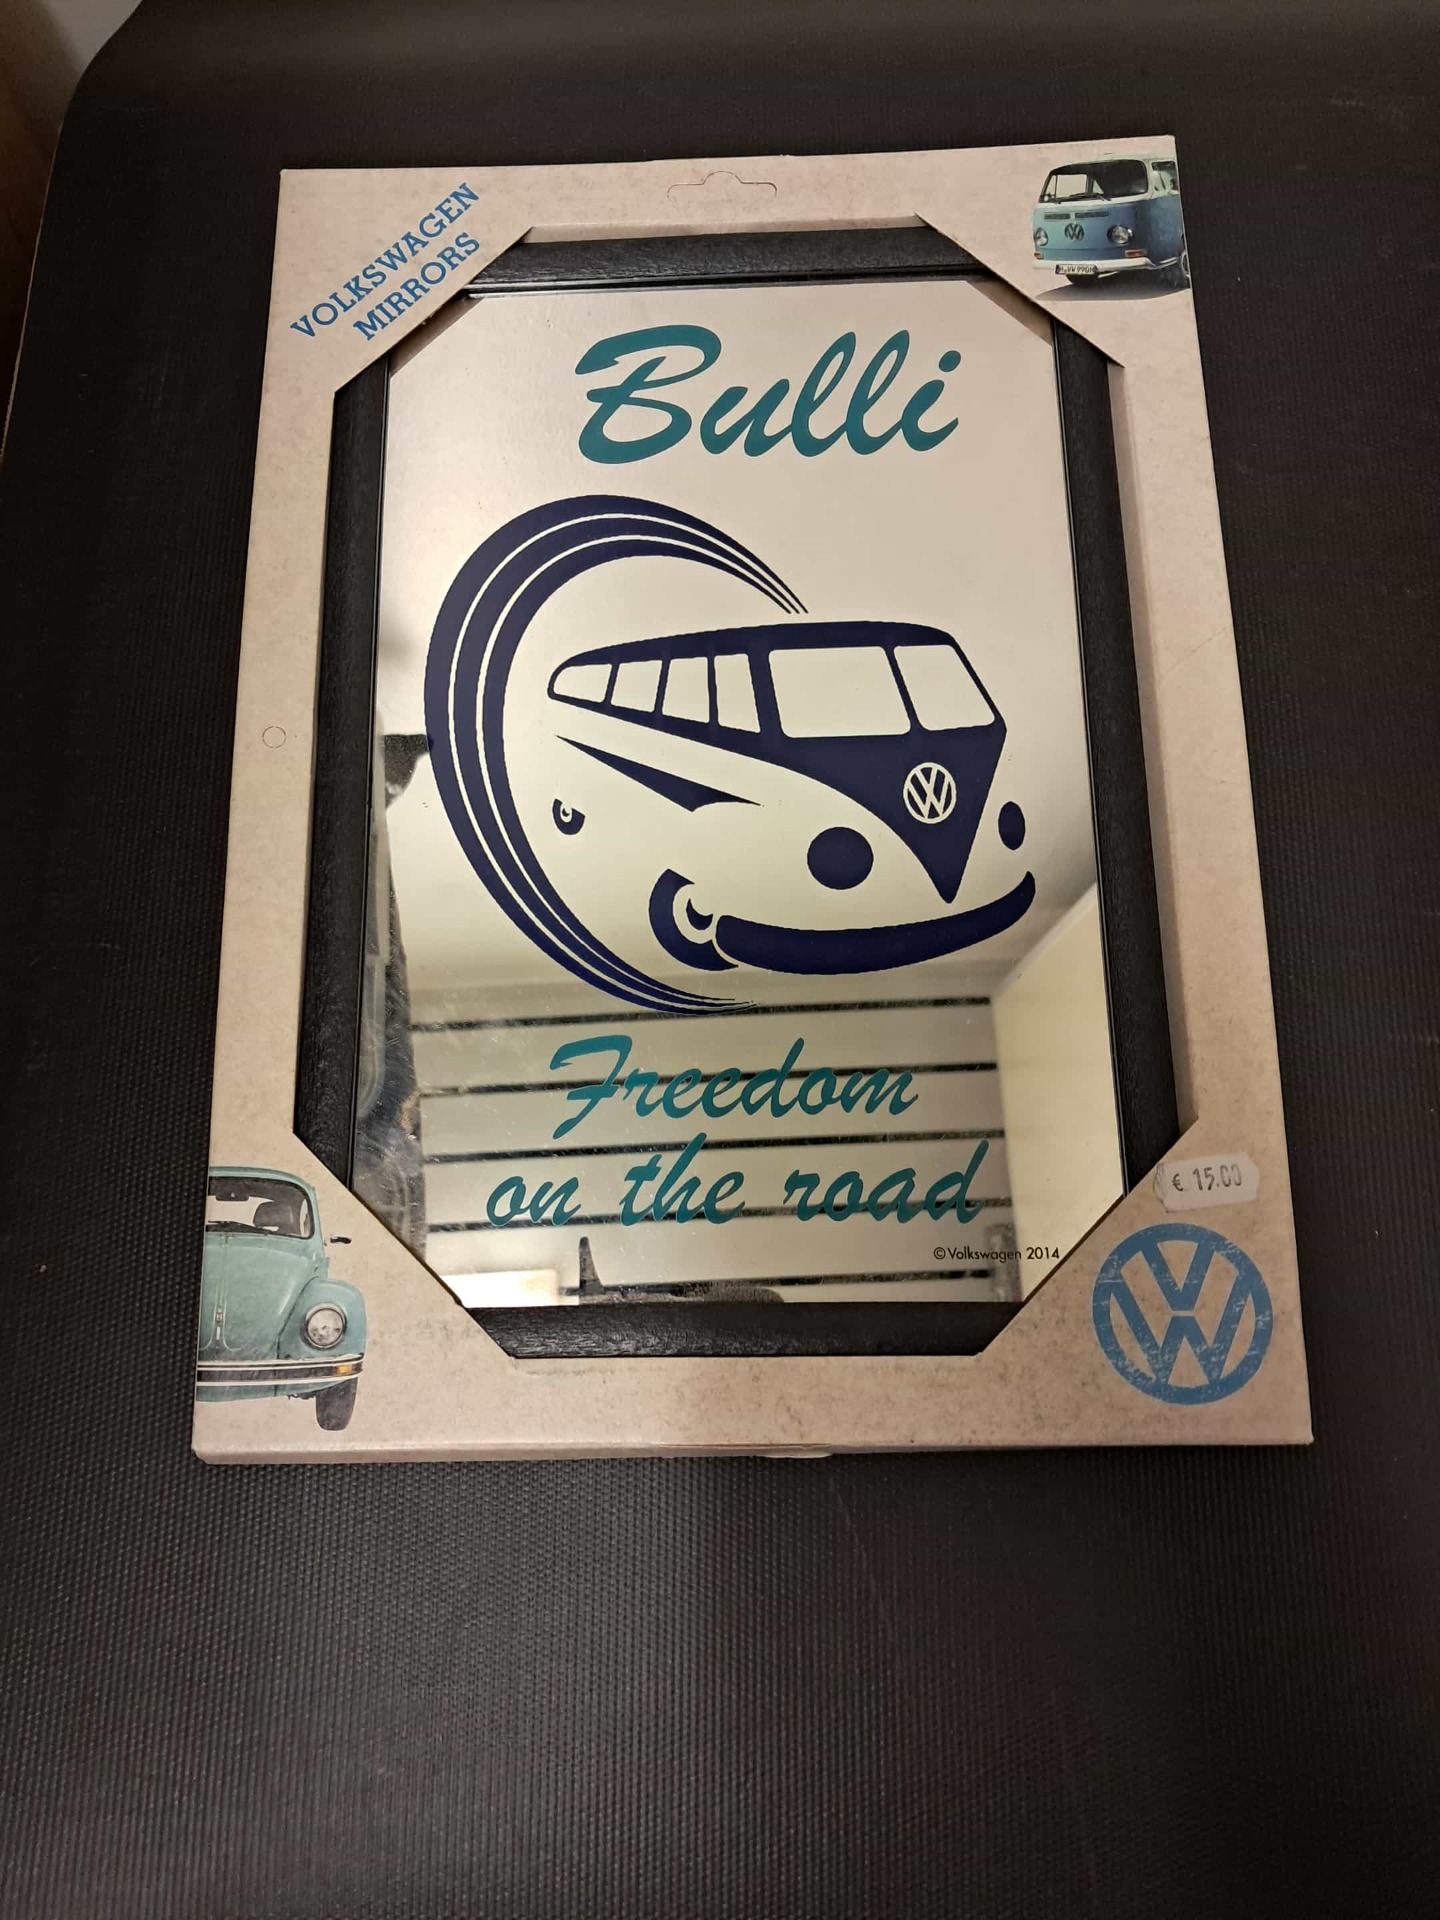 VOLKSWAGEN
MIRRORS
Bulli
Freedom
on the road
© Volkswagen 2014
€ 15.00